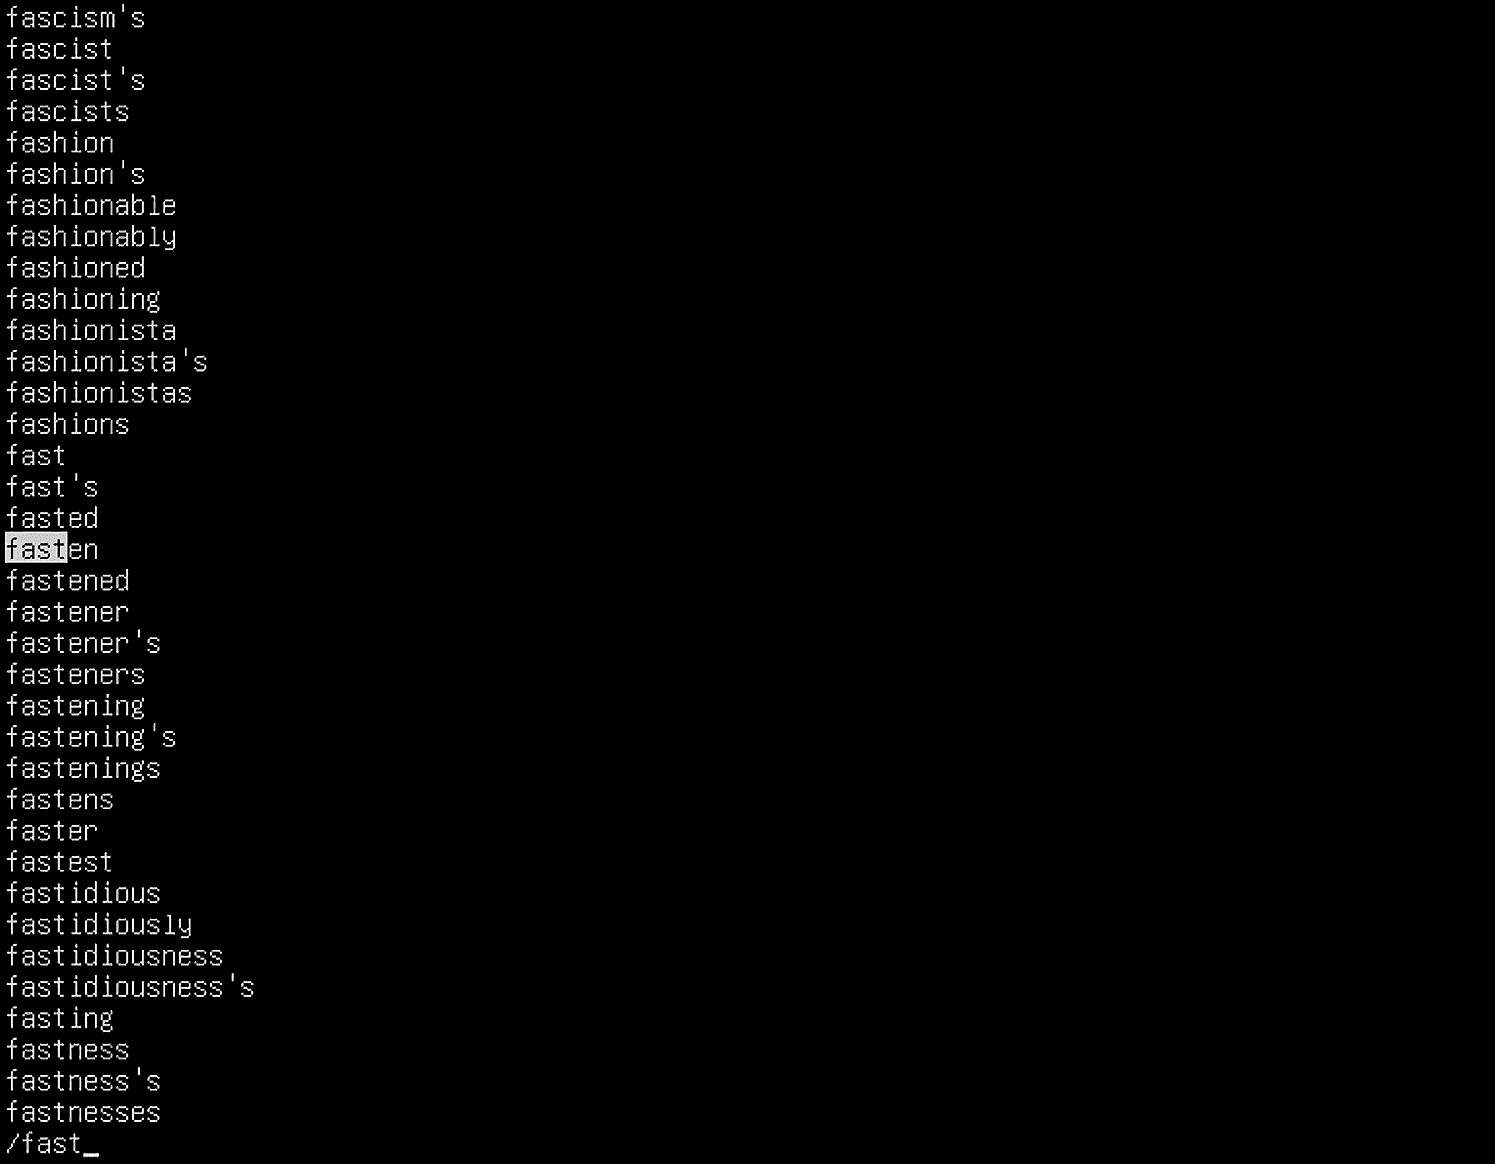 fascism's
fascist
fascist's
fascists
fashion
fashion's
fashionable
fashionably
fashioned
fashioning
fashionista
fashionista's
fashionistas
fashions
fast
fast's
fasted
fasten
fastened
fastener
fastener's
fasteners
fastening
fastening's
fastenings
fastens
faster
fastest
fastidious
fastidiously
fastidiousness
fastidiousness's
fasting
fastness
fastness's
fastnesses
/fast_